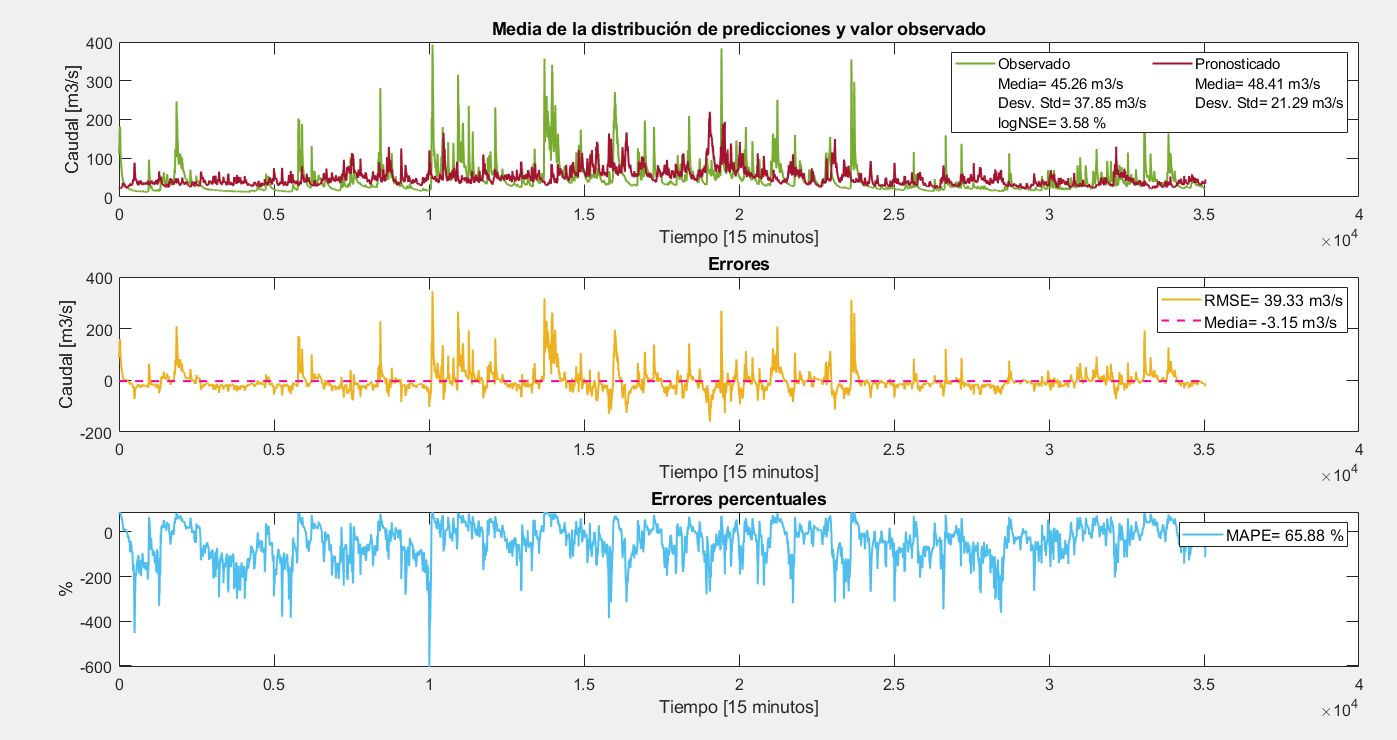 Media de la distribución de predicciones y valor observado
Caudal [m3/s]
400
300
200
100
0
Observado
Media= 45.26 m3/s
Desv. Std= 37.85 m3/s
logNSE= 3.58 %
Pronosticado
Media= 48.41 m3/s
Desv. Std= 21.29 m3/s
0 0.5 1 1.5 2 2.5 3 3.5 4
Tiempo [15 minutos]
×10^4
Errores
Caudal [m3/s]
400
200
0
-200
RMSE= 39.33 m3/s
Media= -3.15 m3/s
0 0.5 1 1.5 2 2.5 3 3.5 4
Tiempo [15 minutos]
×10^4
Errores percentuales
%
0
-200
-400
-600
MAPE= 65.88 %
0 0.5 1 1.5 2 2.5 3 3.5 4
Tiempo [15 minutos]
×10^4